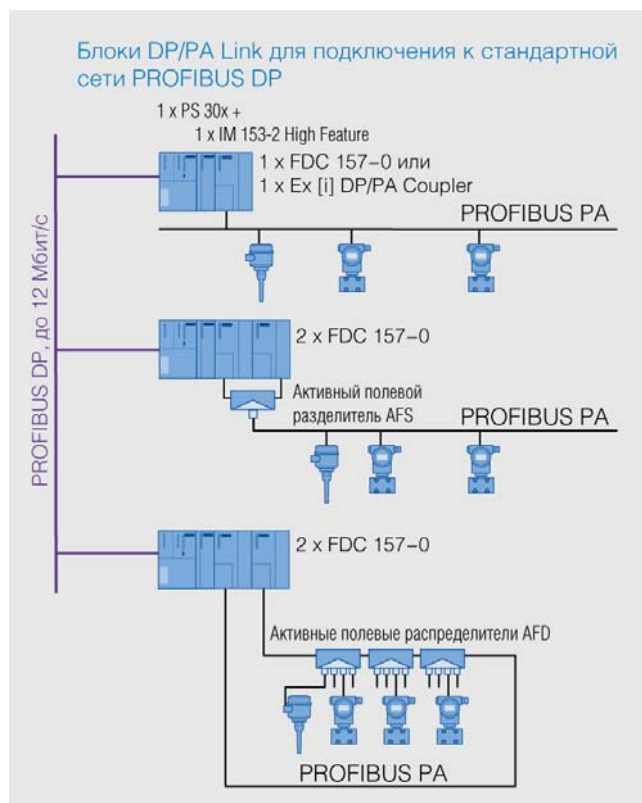 Блоки DP/PA Link для подключения к стандартной
сети PROFIBUS DP
1 x PS 30x +
1 x IM 153-2 High Feature
1 x FDC 157–0 или
1 x Ex [i] DP/PA Coupler
PROFIBUS PA
PROFIBUS DP, до 12 Мбит/с
2 x FDC 157–0
Активный полевой
разделитель AFS
PROFIBUS PA
2 x FDC 157–0
Активные полевые распределители AFD
PROFIBUS PA